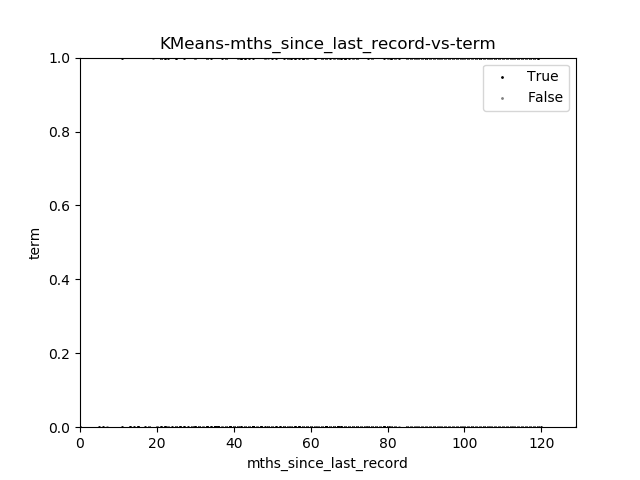 KMeans-mths_since_last_record-vs-term
True
False
term
1.0
0.8
0.6
0.4
0.2
0.0
0 20 40 60 80 100 120
mths_since_last_record